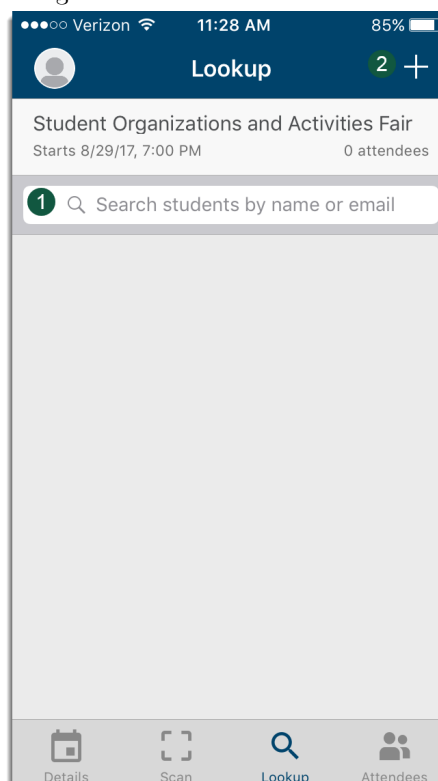 Verizon 11:28 AM 85%
Lookup 2 +
Student Organizations and Activities Fair
Starts 8/29/17, 7:00 PM 0 attendees
1 Search students by name or email
Details Scan Lookup Attendees